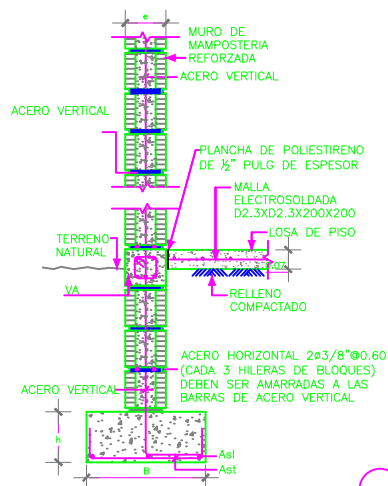 e
MURO DE
MAMPOSTERIA
REFORZADA
ACERO VERTICAL
ACERO VERTICAL
PLANCHA DE POLIESTIRENO
DE ½" PULG DE ESPESOR
MALLA
ELECTROSOLDADA
D2.3XD2.3X200X200
LOSA DE PISO
TERRENO
NATURAL
.07
VA
RELLENO
COMPACTADO
ACERO HORIZONTAL 2ø3/8"@0.60
(CADA 3 HILERAS DE BLOQUES)
DEBEN SER AMARRADAS A LAS
BARRAS DE ACERO VERTICAL
ACERO VERTICAL
h
Asl
Ast
B